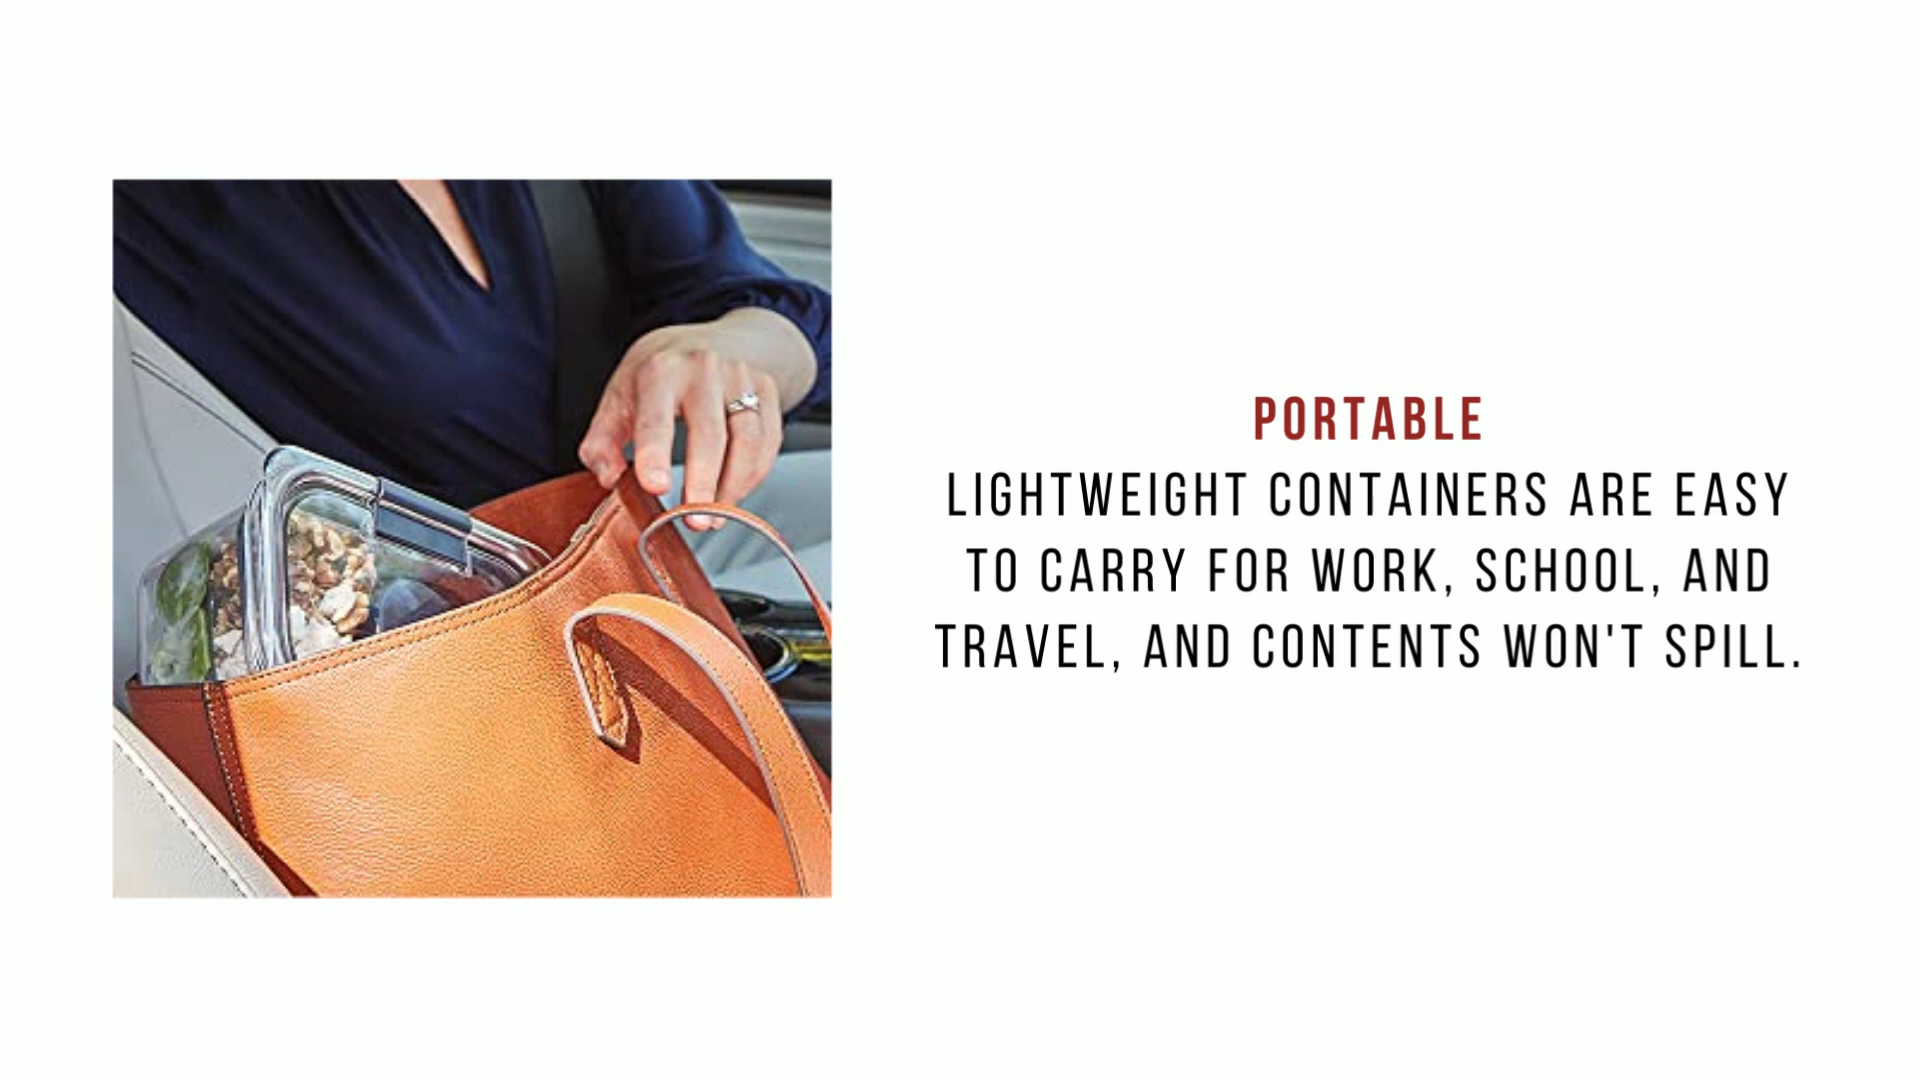 PORTABLE
LIGHTWEIGHT CONTAINERS ARE EASY
TO CARRY FOR WORK, SCHOOL, AND
TRAVEL, AND CONTENTS WON'T SPILL.